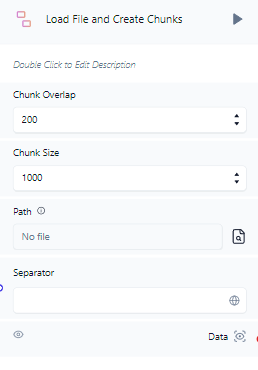 Load File and Create Chunks
Double Click to Edit Description
Chunk Overlap
200
Chunk Size
1000
Path
No file
Separator
Data